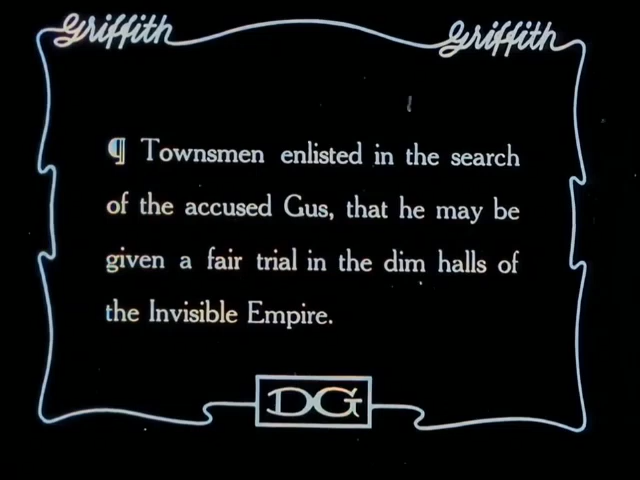 Griffith Griffith
¶ Townsmen enlisted in the search
of the accused Gus, that he may be
given a fair trial in the dim halls of
the Invisible Empire.
DG